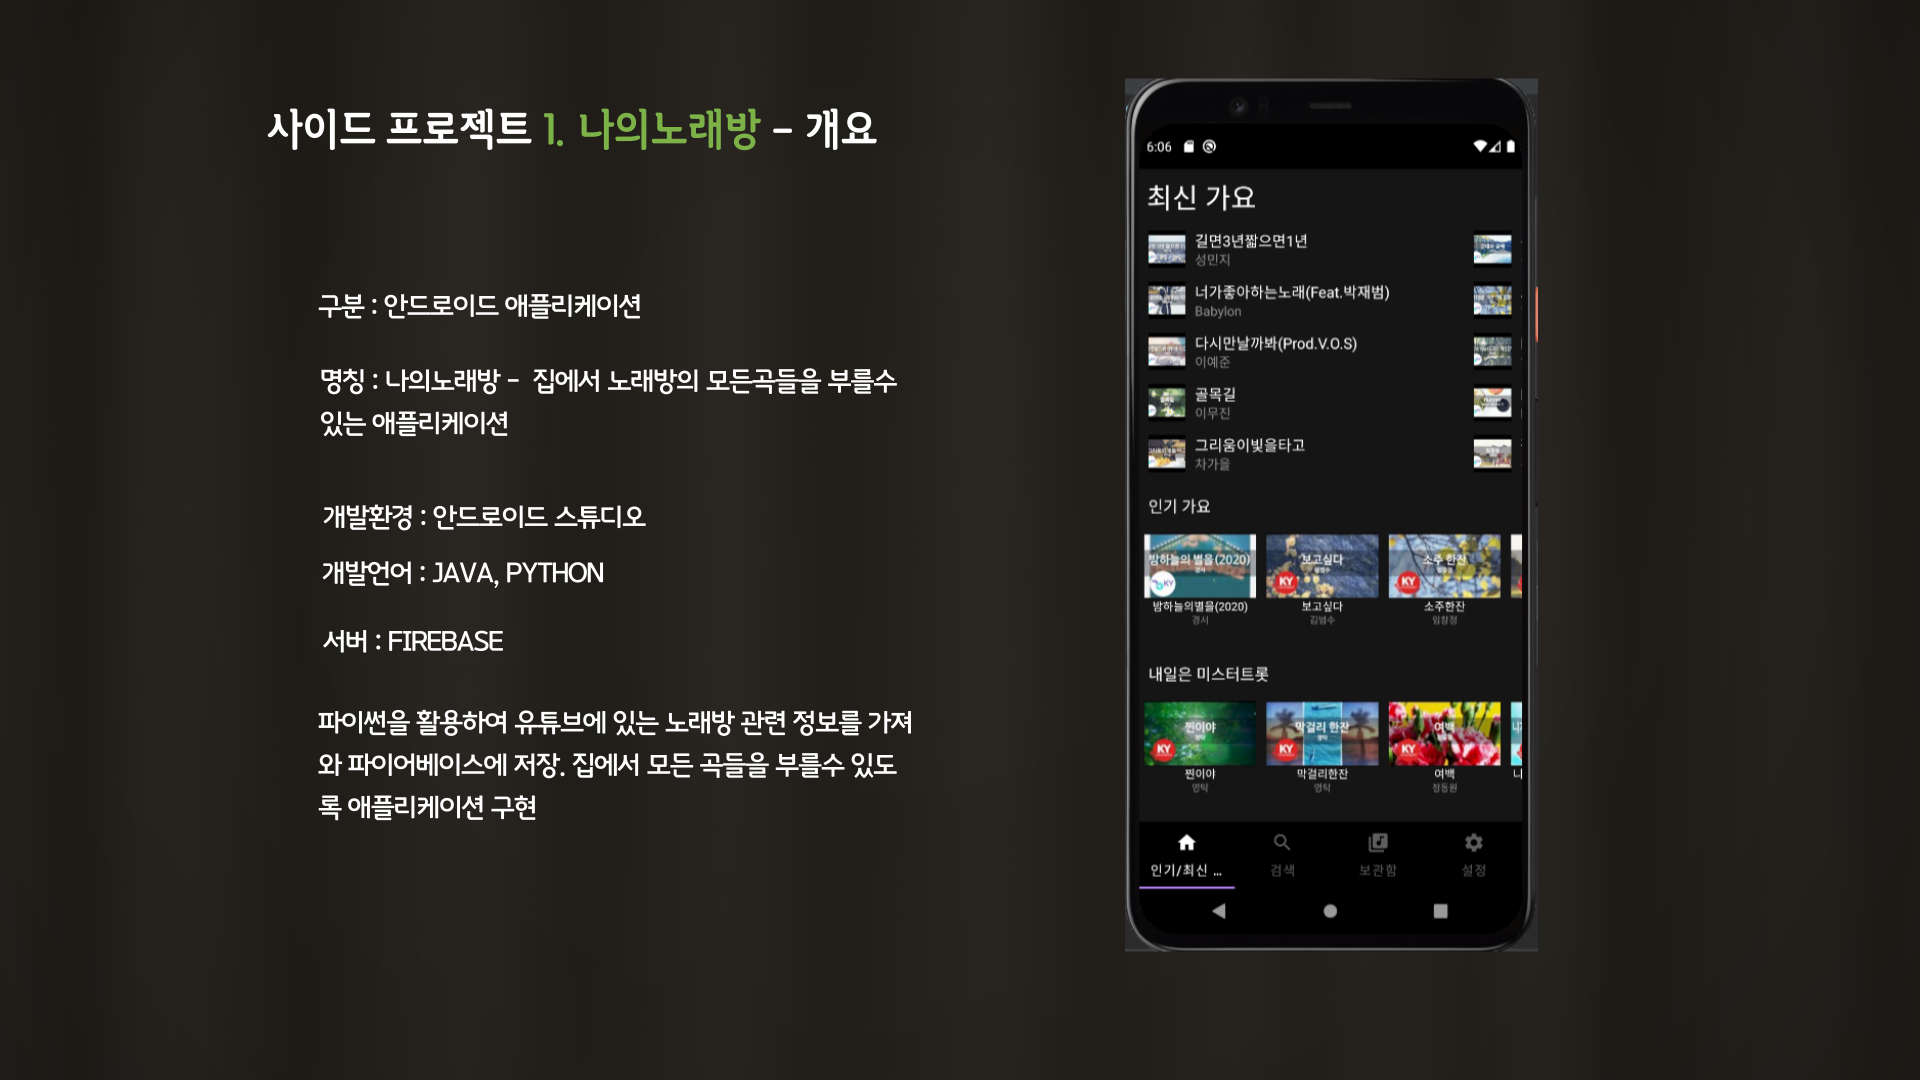 사이드 프로젝트 1. 나의노래방 - 개요
구분 : 안드로이드 애플리케이션
명칭 : 나의노래방 - 집에서 노래방의 모든곡들을 부를수
있는 애플리케이션
개발환경 : 안드로이드 스튜디오
개발언어 : JAVA, PYTHON
서버 : FIREBASE
파이썬을 활용하여 유튜브에 있는 노래방 관련 정보를 가져
와 파이어베이스에 저장. 집에서 모든 곡들을 부를수 있도
록 애플리케이션 구현
6:06
최신 가요
길면3년짧으면1년
성민지
너가좋아하는노래(Feat.박재범)
Babylon
다시만날까봐(Prod.V.O.S)
이예준
골목길
이무진
그리움이빛을타고
차가을
인기 가요
밤하늘의 별을(2020) 보고싶다 소주 한잔
KY KY KY
밤하늘의별을(2020) 보고싶다 소주한잔
경서 김범수 임창정
내일은 미스터트롯
찐이야 막걸리 한잔 여백
KY KY KY
찐이야 막걸리한잔 여백 니
영탁 영탁 정동원
인기/최신 ... 검색 보관함 설정